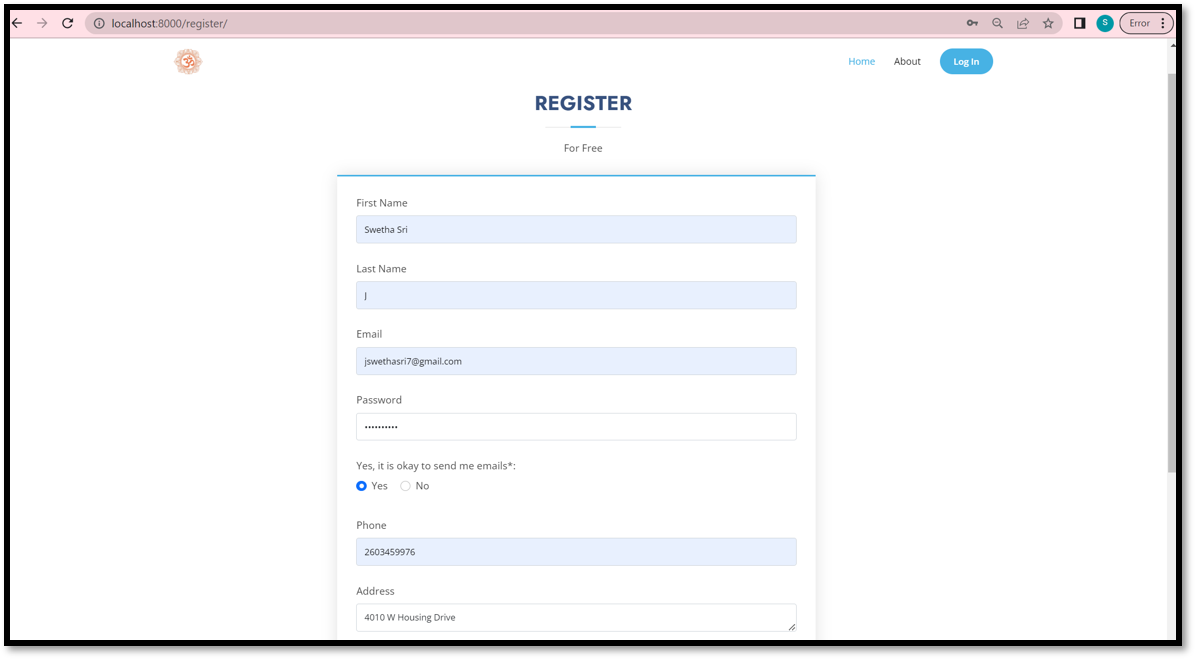 localhost:8000/register/
S
Error
ॐ
Home
About
Log In
REGISTER
For Free
First Name
Swetha Sri
Last Name
J
Email
jswethasri7@gmail.com
Password
••••••••••
Yes, it is okay to send me emails*:
Yes No
Phone
2603459976
Address
4010 W Housing Drive